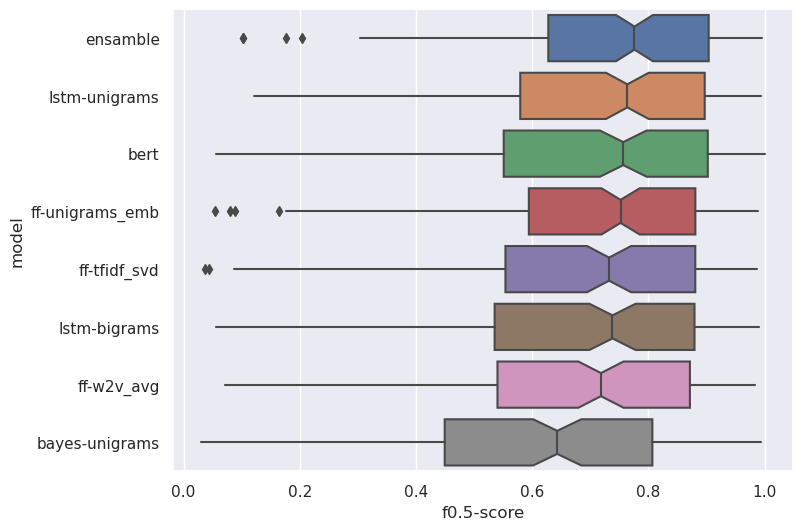 ensamble
lstm-unigrams
bert
ff-unigrams_emb
ff-tfidf_svd
lstm-bigrams
ff-w2v_avg
bayes-unigrams
model
0.0 0.2 0.4 0.6 0.8 1.0
f0.5-score